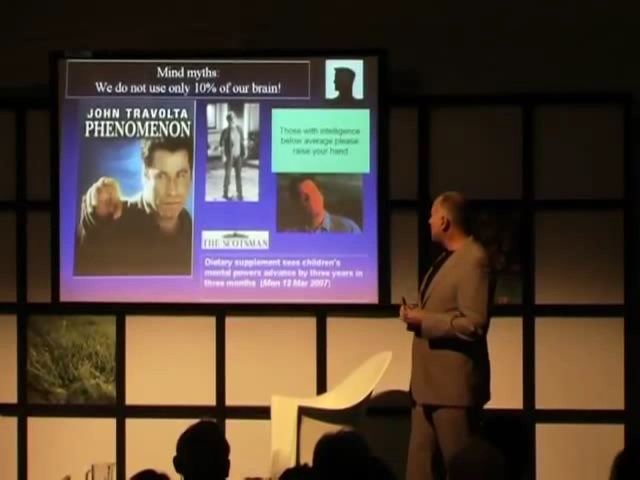 Mind myths:
We do not use only 10% of our brain!
JOHN TRAVOLTA
PHENOMENON
Those with intelligence
below average please
raise your hand
THE SCOTSMAN
Dietary supplement sees children's
mental powers advance by three years in
three months (Mon 12 Mar 2007)